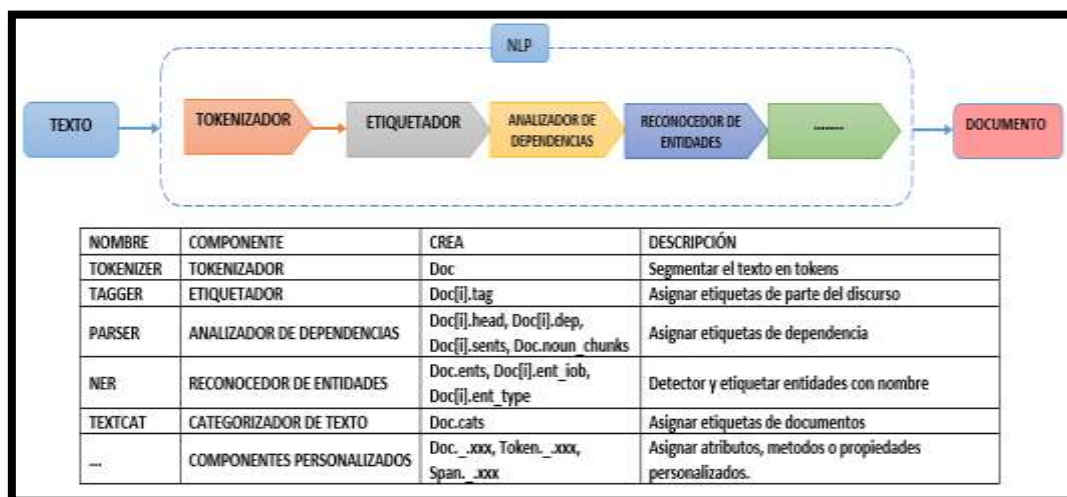 NLP
TEXTO
TOKENIZADOR
ETIQUETADOR
ANALIZADOR DE
DEPENDENCIAS
RECONOCEDOR DE
ENTIDADES
........
DOCUMENTO
NOMBRE COMPONENTE CREA DESCRIPCIÓN
TOKENIZER TOKENIZADOR Doc Segmentar el texto en tokens
TAGGER ETIQUETADOR Doc[i].tag Asignar etiquetas de parte del discurso
PARSER ANALIZADOR DE DEPENDENCIAS Doc[i].head, Doc[i].dep,
Doc[i].sents, Doc.noun_chunks Asignar etiquetas de dependencia
NER RECONOCEDOR DE ENTIDADES Doc.ents, Doc[i].ent_iob,
Doc[i].ent_type Detector y etiquetar entidades con nombre
TEXTCAT CATEGORIZADOR DE TEXTO Doc.cats Asignar etiquetas de documentos
... COMPONENTES PERSONALIZADOS Doc._.xxx, Token._.xxx,
Span._.xxx Asignar atributos, metodos o propiedades
personalizados.